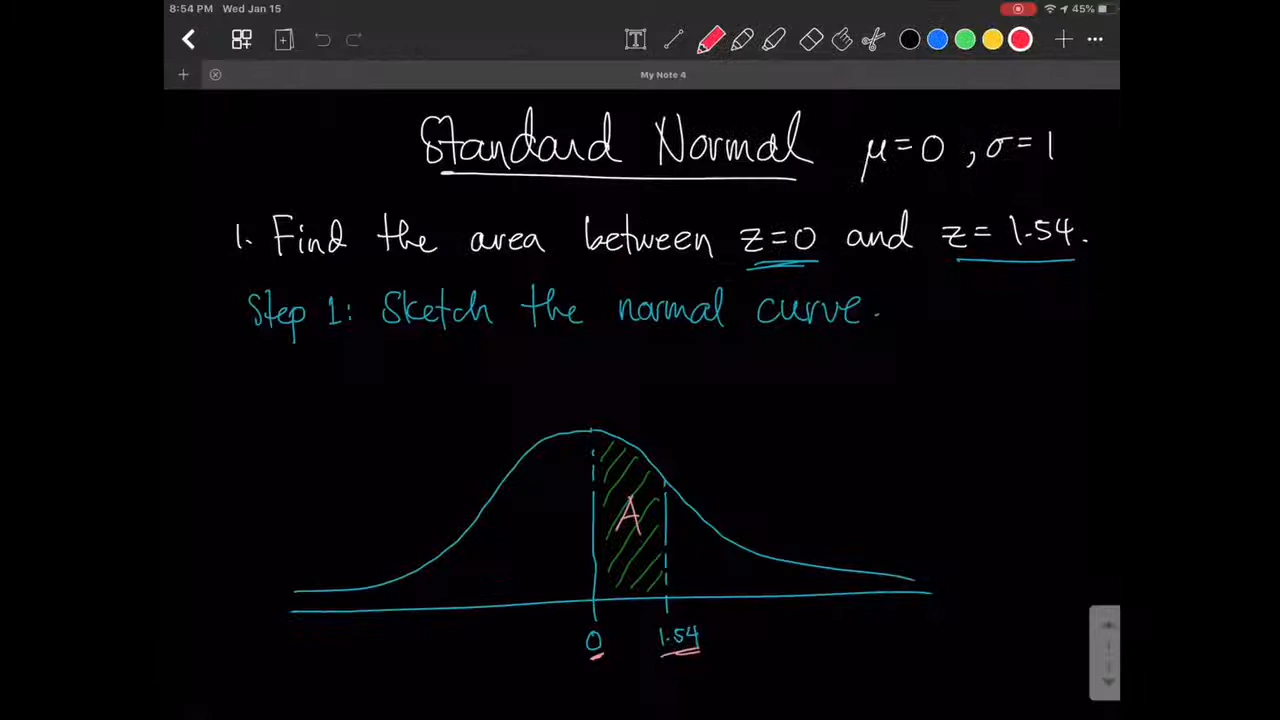 8:54 PM Wed Jan 15 45%
My Note 4
Standard Normal μ=0, σ=1
1. Find the area between z=0 and z=1.54.
Step 1: Sketch the normal curve.
A
0 1.54